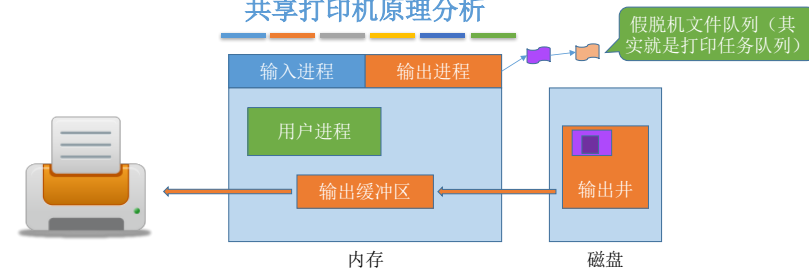 共享打印机原理分析
假脱机文件队列（其
实就是打印任务队列）
输入进程
输出进程
用户进程
输出缓冲区
输出井
内存
磁盘